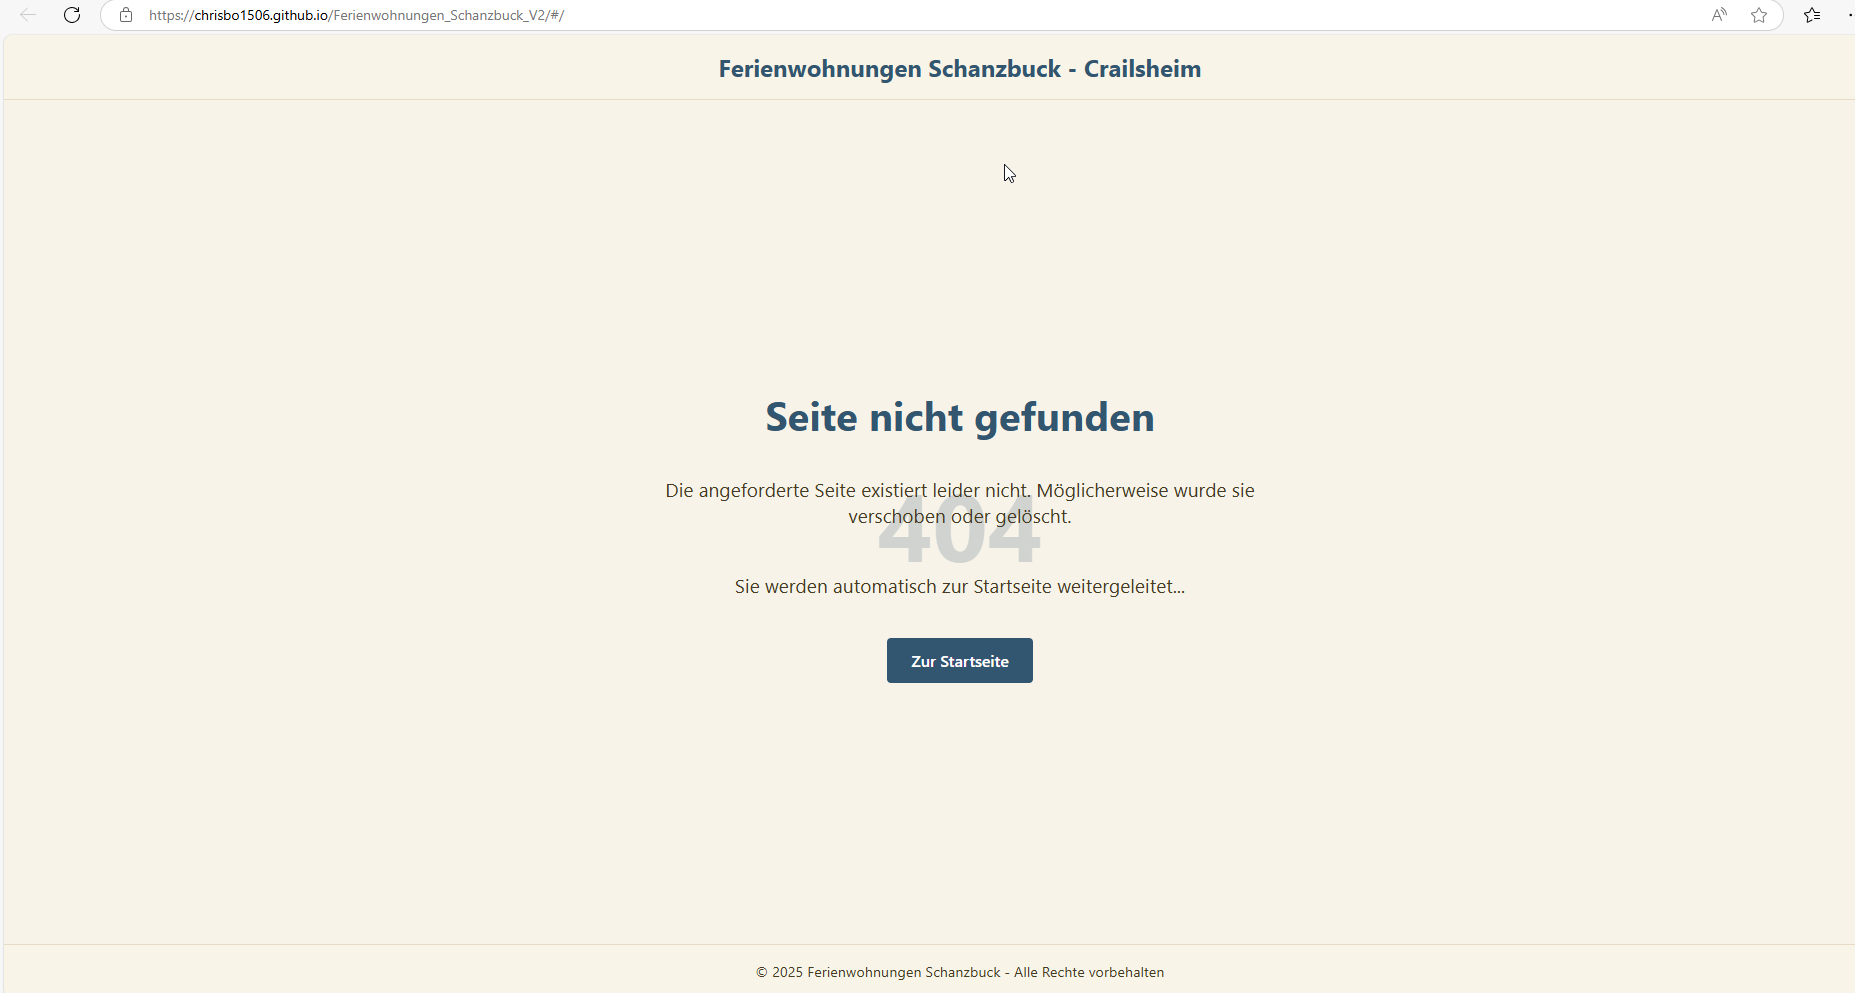 https://chrisbo1506.github.io/Ferienwohnungen_Schanzbuck_V2/#/
Ferienwohnungen Schanzbuck - Crailsheim
Seite nicht gefunden
Die angeforderte Seite existiert leider nicht. Möglicherweise wurde sie
verschoben oder gelöscht.
404
Sie werden automatisch zur Startseite weitergeleitet...
Zur Startseite
© 2025 Ferienwohnungen Schanzbuck - Alle Rechte vorbehalten